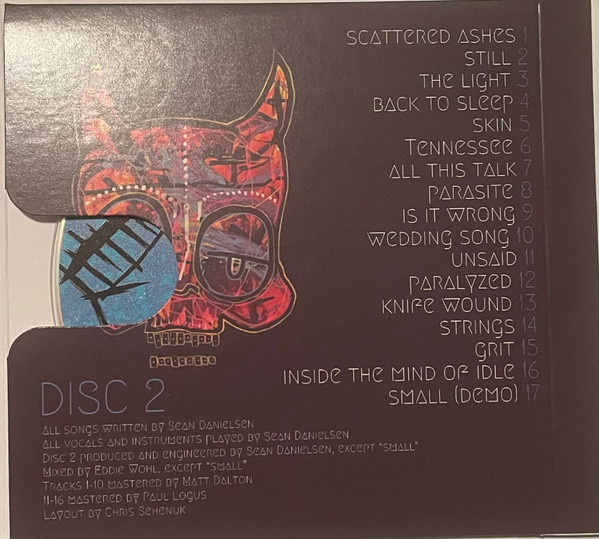 SCATTERED ASHES 1
STILL 2
THE LIGHT 3
BACK TO SLEEP 4
SKIN 5
TENNESSEE 6
ALL THIS TALK 7
PARASITE 8
IS IT WRONG 9
WEDDING SONG 10
UNSAID 11
PARALYZED 12
KNIFE WOUND 13
STRINGS 14
GRIT 15
INSIDE THE MIND OF IDLE 16
SMALL (DEMO) 17
DISC 2
ALL SONGS WRITTEN BY SEAN DANIELSEN
ALL VOCALS AND INSTRUMENTS PLAYED BY SEAN DANIELSEN
DISC 2 PRODUCED AND ENGINEERED BY SEAN DANIELSEN, EXCEPT "SMALL"
MIXED BY EDDIE WOHL, EXCEPT "SMALL"
TRACKS 1-10 MASTERED BY MATT DALTON
11-16 MASTERED BY PAUL LOGUS
LAYOUT BY CHRIS SEHENUK